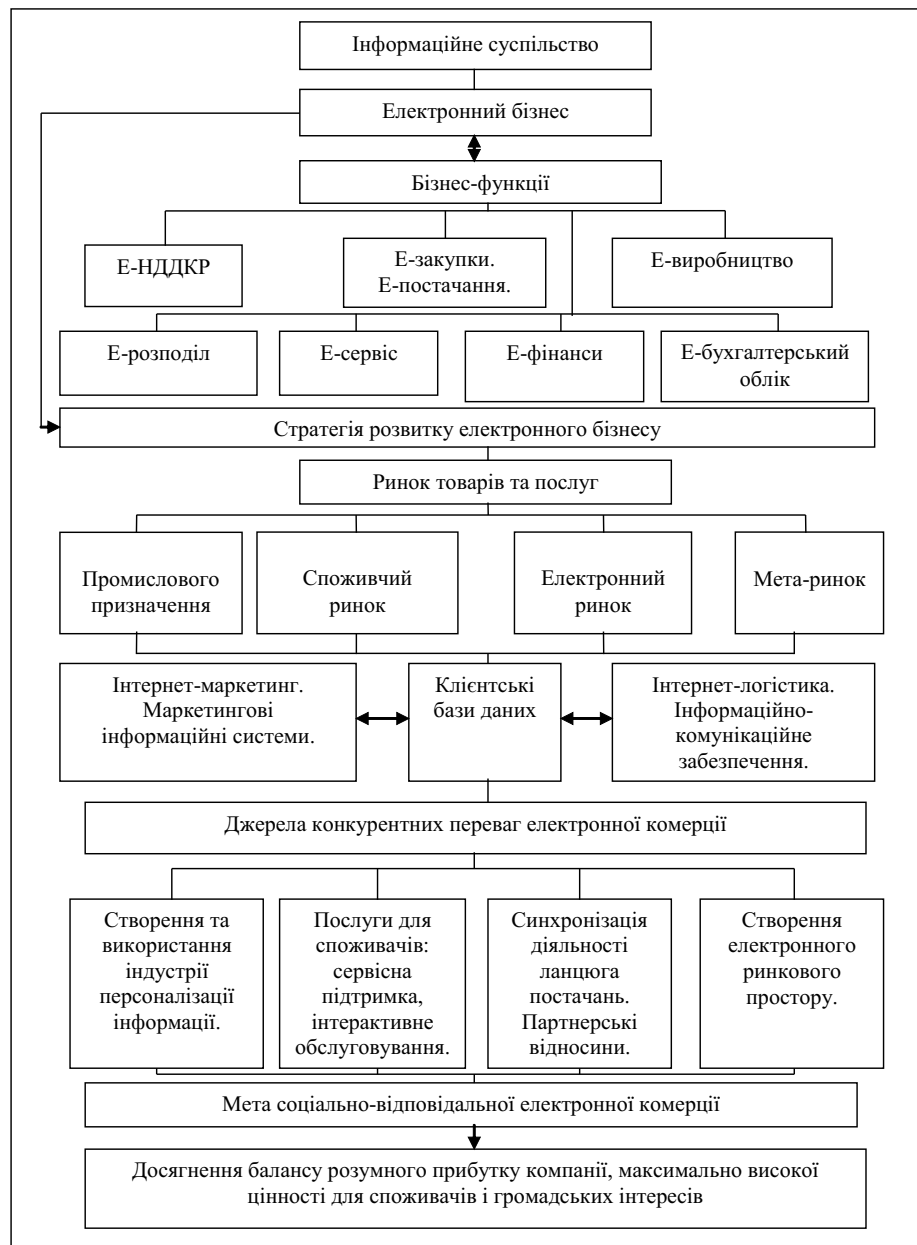 Інформаційне суспільство
Електронний бізнес
Бізнес-функції
Е-НДДКР
Е-закупки.
Е-постачання.
Е-виробництво
Е-розподіл
Е-сервіс
Е-фінанси
Е-бухгалтерський
облік
Стратегія розвитку електронного бізнесу
Ринок товарів та послуг
Промислового
призначення
Споживчий
ринок
Електронний
ринок
Мета-ринок
Інтернет-маркетинг.
Маркетингові
інформаційні системи.
Клієнтські
бази даних
Інтернет-логістика.
Інформаційно-
комунікаційне
забезпечення.
Джерела конкурентних переваг електронної комерції
Створення та
використання
індустрії
персоналізації
інформації.
Послуги для
споживачів:
сервісна
підтримка,
інтерактивне
обслуговування.
Синхронізація
діяльності
ланцюга
постачань.
Партнерські
відносини.
Створення
електронного
ринкового
простору.
Мета соціально-відповідальної електронної комерції
Досягнення балансу розумного прибутку компанії, максимально високої
цінності для споживачів і громадських інтересів